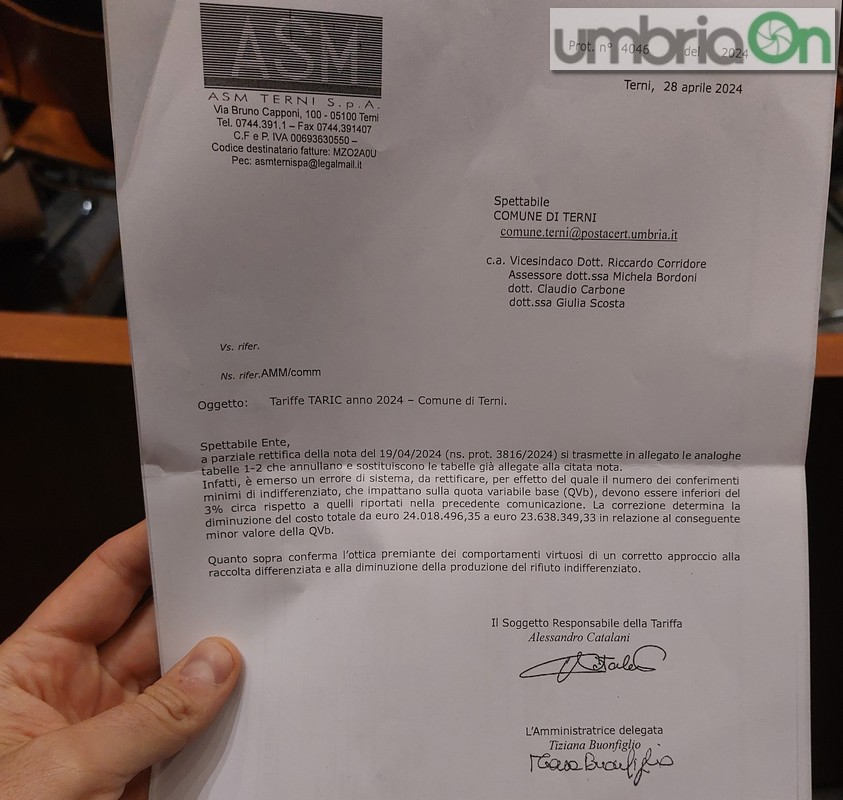 ASM
ASM TERNI S.p.A.
Via Bruno Capponi, 100 - 05100 Terni
Tel. 0744.391.1 – Fax 0744.391407
C.F e P. IVA 00693630550 –
Codice destinatario fatture: MZO2A0U
Pec: asmternispa@legalmail.it
umbriaOn
Prot. n° 4046 del 2024
Terni, 28 aprile 2024
Spettabile
COMUNE DI TERNI
comune.terni@postacert.umbria.it
c.a. Vicesindaco Dott. Riccardo Corridore
Assessore dott.ssa Michela Bordoni
dott. Claudio Carbone
dott.ssa Giulia Scosta
Vs. rifer.
Ns. rifer.AMM/comm
Oggetto: Tariffe TARIC anno 2024 – Comune di Terni.
Spettabile Ente,
a parziale rettifica della nota del 19/04/2024 (ns. prot. 3816/2024) si trasmette in allegato le analoghe
tabelle 1-2 che annullano e sostituiscono le tabelle già allegate alla citata nota.
Infatti, è emerso un errore di sistema, da rettificare, per effetto del quale il numero dei conferimenti
minimi di indifferenziato, che impattano sulla quota variabile base (QVb), devono essere inferiori del
3% circa rispetto a quelli riportati nella precedente comunicazione. La correzione determina la
diminuzione del costo totale da euro 24.018.496,35 a euro 23.638.349,33 in relazione al conseguente
minor valore della QVb.
Quanto sopra conferma l'ottica premiante dei comportamenti virtuosi di un corretto approccio alla
raccolta differenziata e alla diminuzione della produzione del rifiuto indifferenziato.
Il Soggetto Responsabile della Tariffa
Alessandro Catalani
L'Amministratrice delegata
Tiziana Buonfiglio